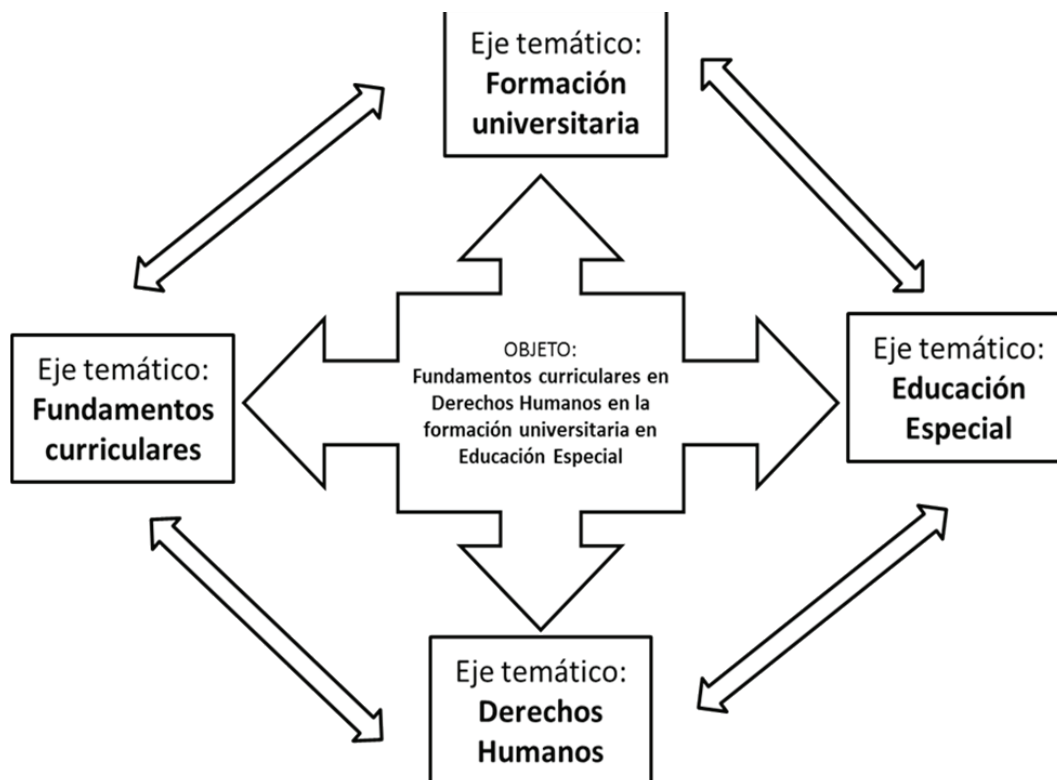 Eje temático:
Formación
universitaria
Eje temático:
Fundamentos
curriculares
OBJETO:
Fundamentos curriculares en
Derechos Humanos en la
formación universitaria en
Educación Especial
Eje temático:
Educación
Especial
Eje temático:
Derechos
Humanos